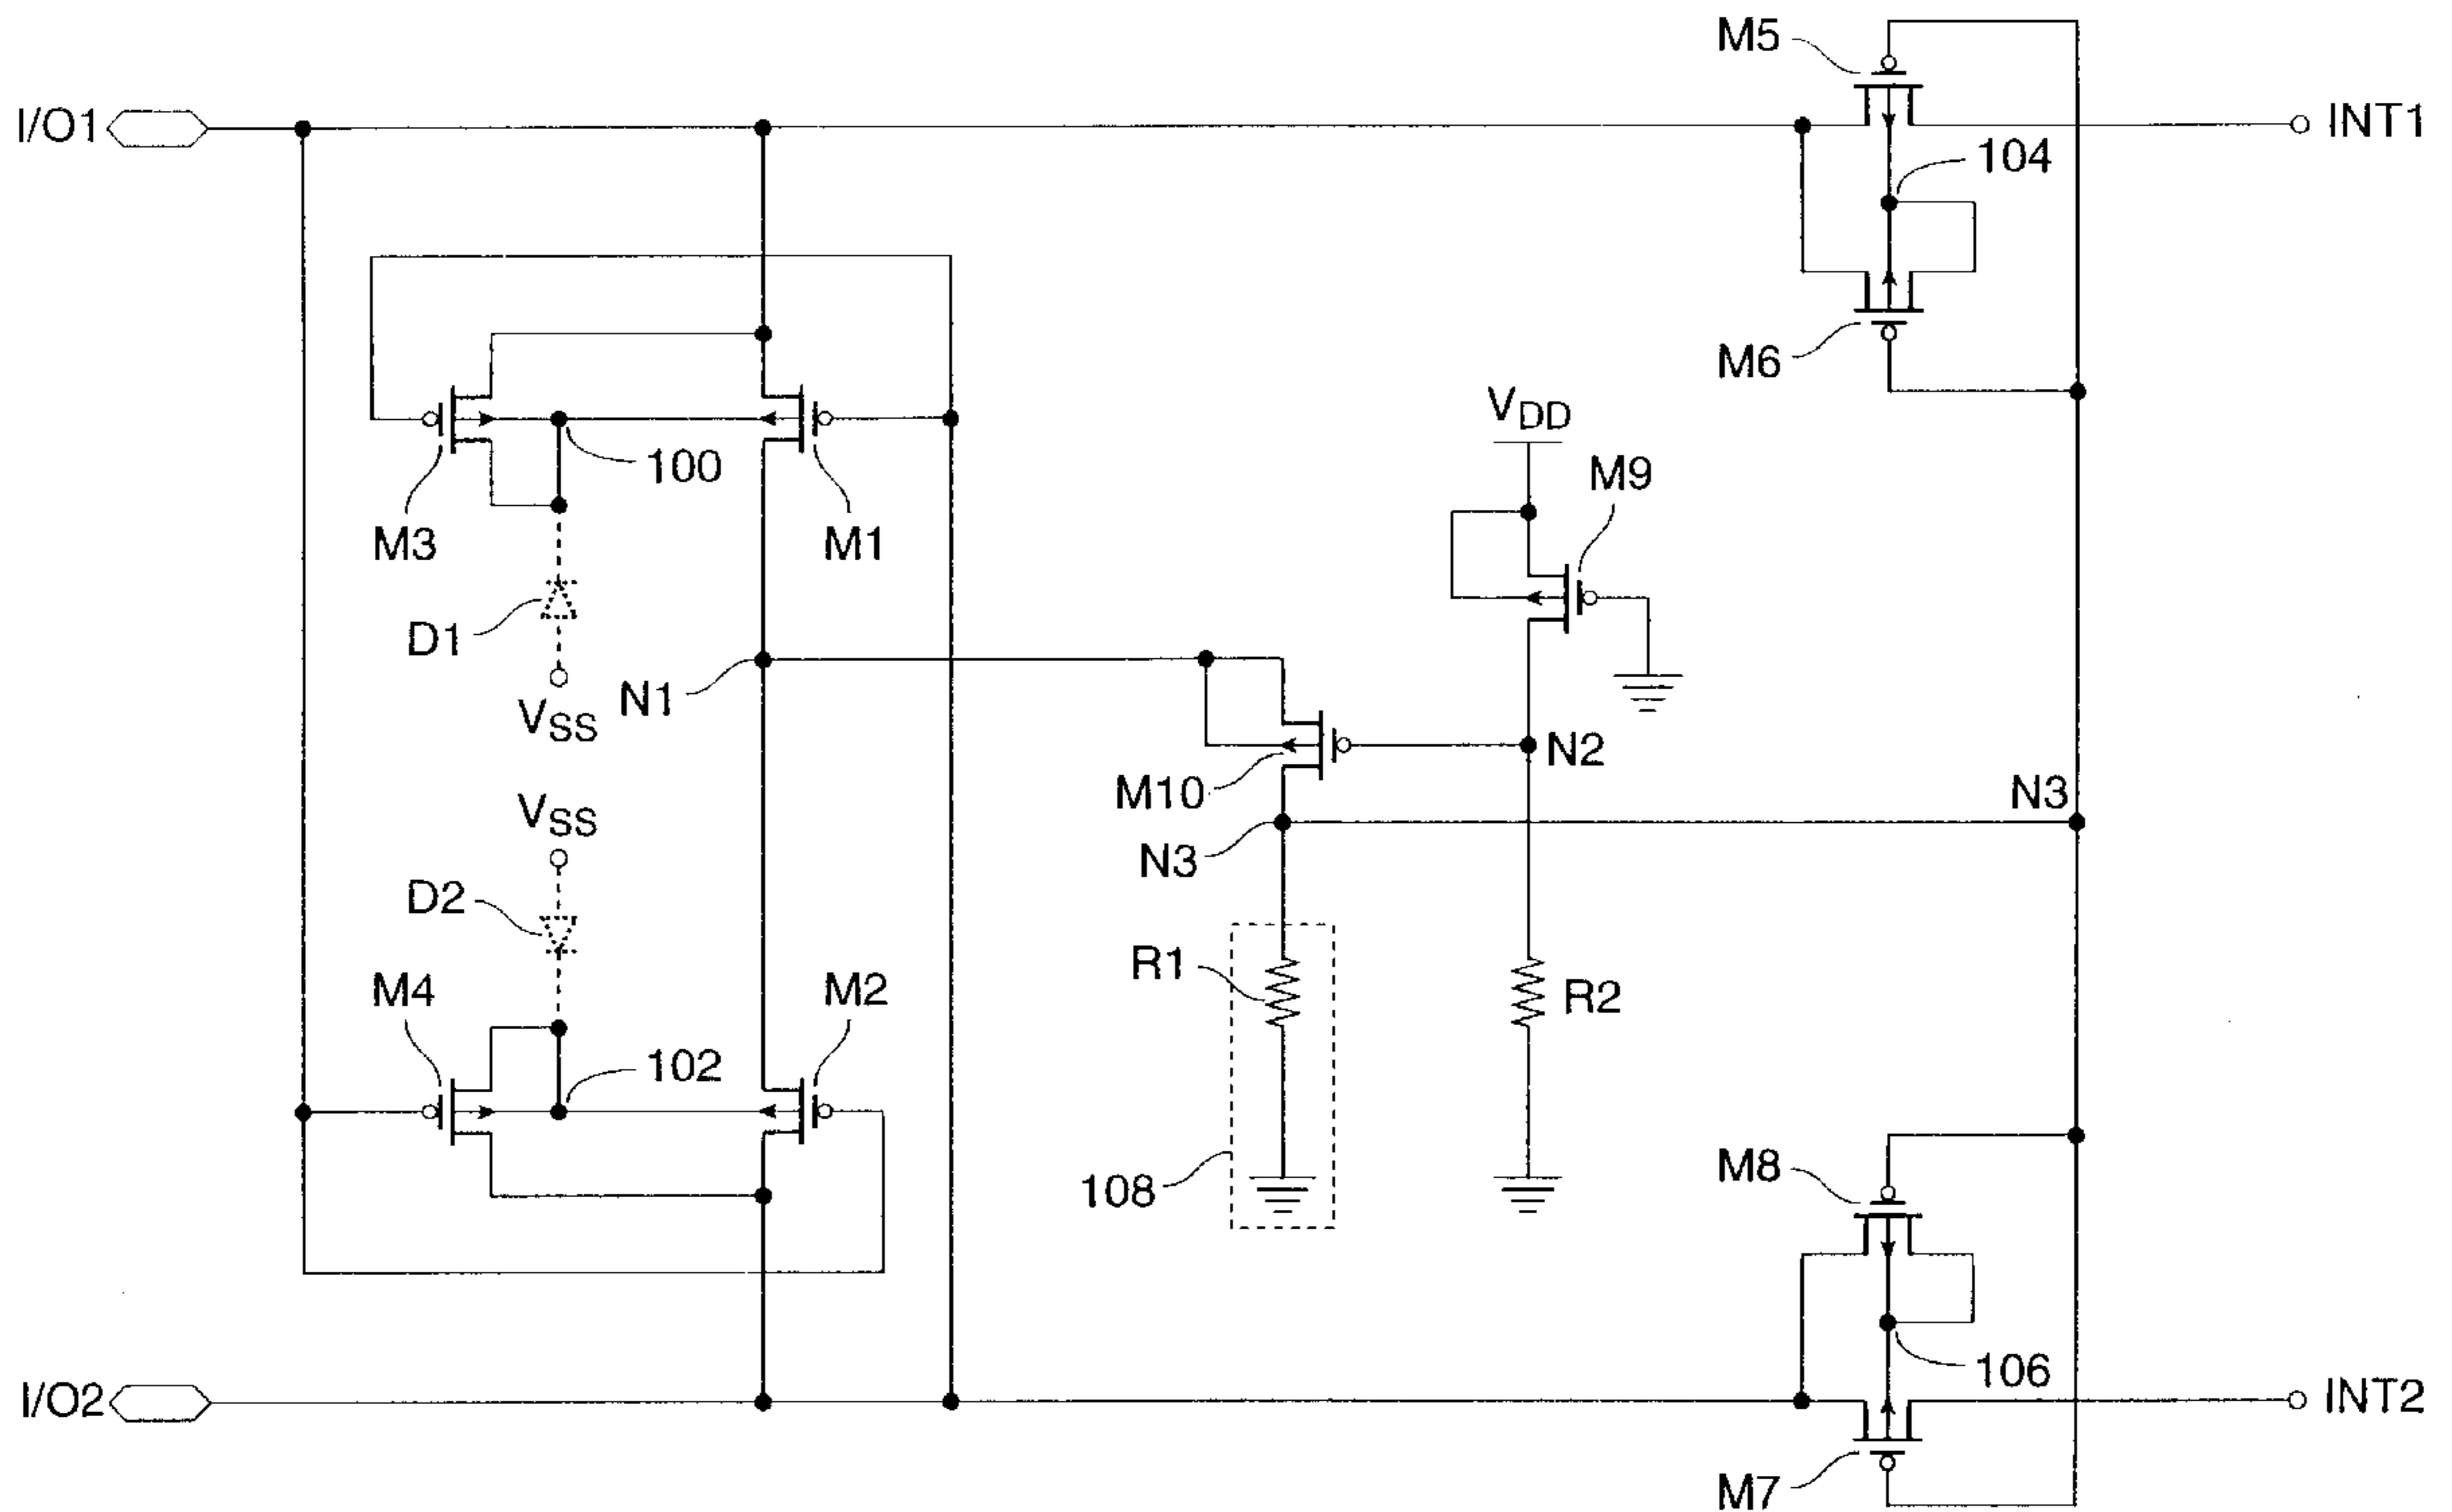 M5
I/O1
INT1
104
M6
VDD
M9
100
M3
M1
D1
N1
VSS
N2
M10
N3
VSS
N3
D2
R1
M4
M2
R2
102
M8
108
106
I/O2
INT2
M7